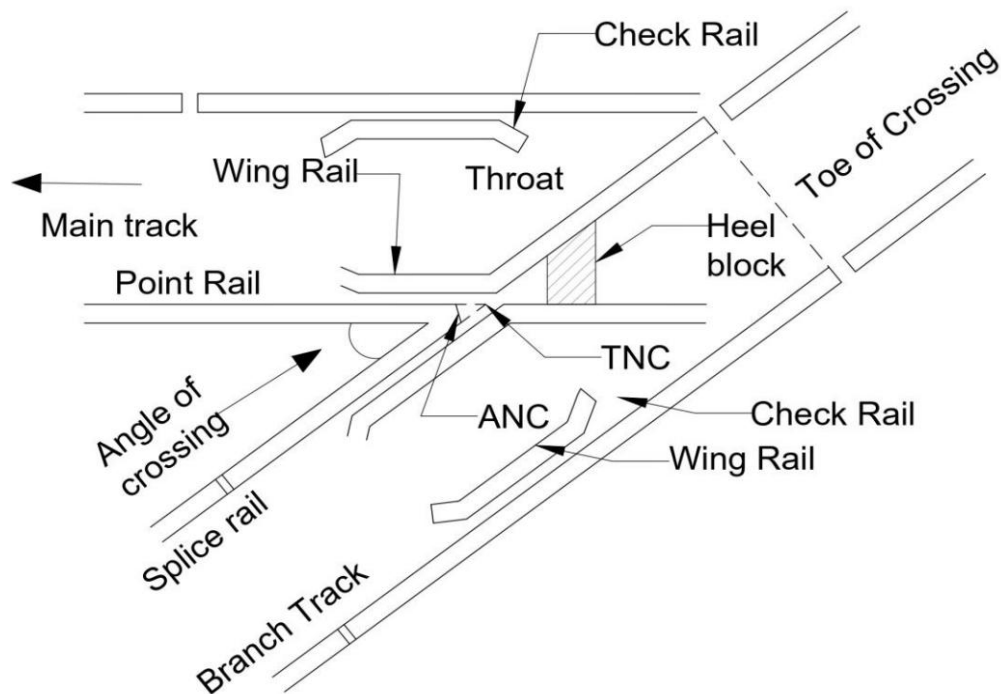 Check Rail
Toe of Crossing
Wing Rail
Throat
Main track
Heel
block
Point Rail
TNC
Angle of
crossing
ANC
Check Rail
Wing Rail
Splice rail
Branch Track